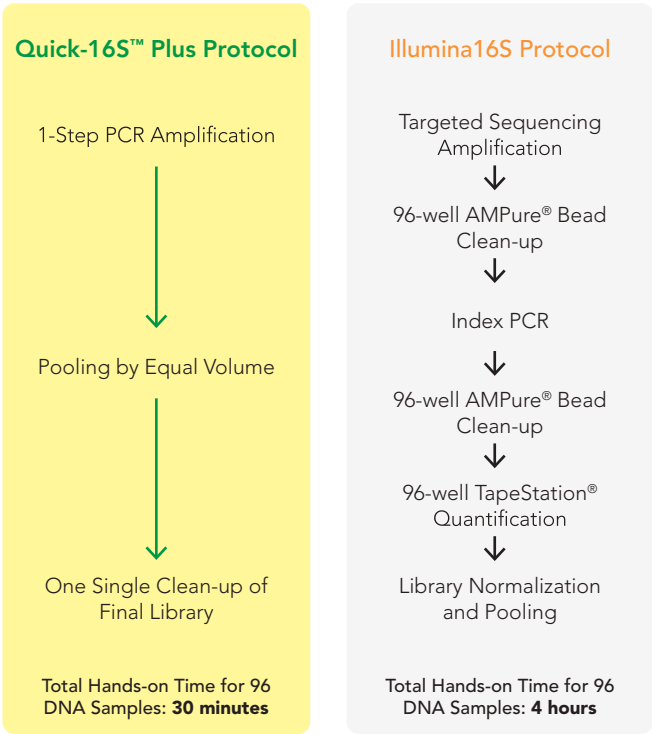 Quick-16S™ Plus Protocol
1-Step PCR Amplification
Pooling by Equal Volume
One Single Clean-up of
Final Library
Total Hands-on Time for 96
DNA Samples: 30 minutes
Illumina16S Protocol
Targeted Sequencing
Amplification
96-well AMPure® Bead
Clean-up
Index PCR
96-well AMPure® Bead
Clean-up
96-well TapeStation®
Quantification
Library Normalization
and Pooling
Total Hands-on Time for 96
DNA Samples: 4 hours